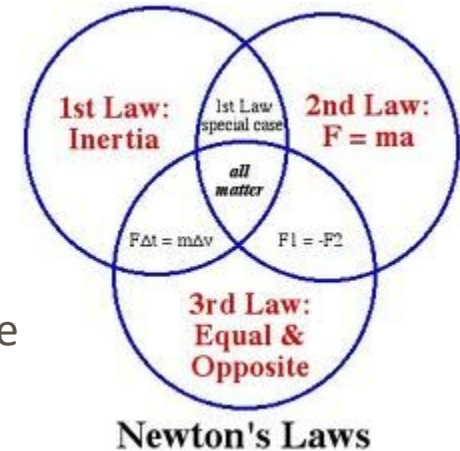 1st Law:
Inertia
1st Law
special case
2nd Law:
F = ma
all
matter
FΔt = mΔv
F1 = -F2
3rd Law:
Equal &
Opposite
e
Newton's Laws